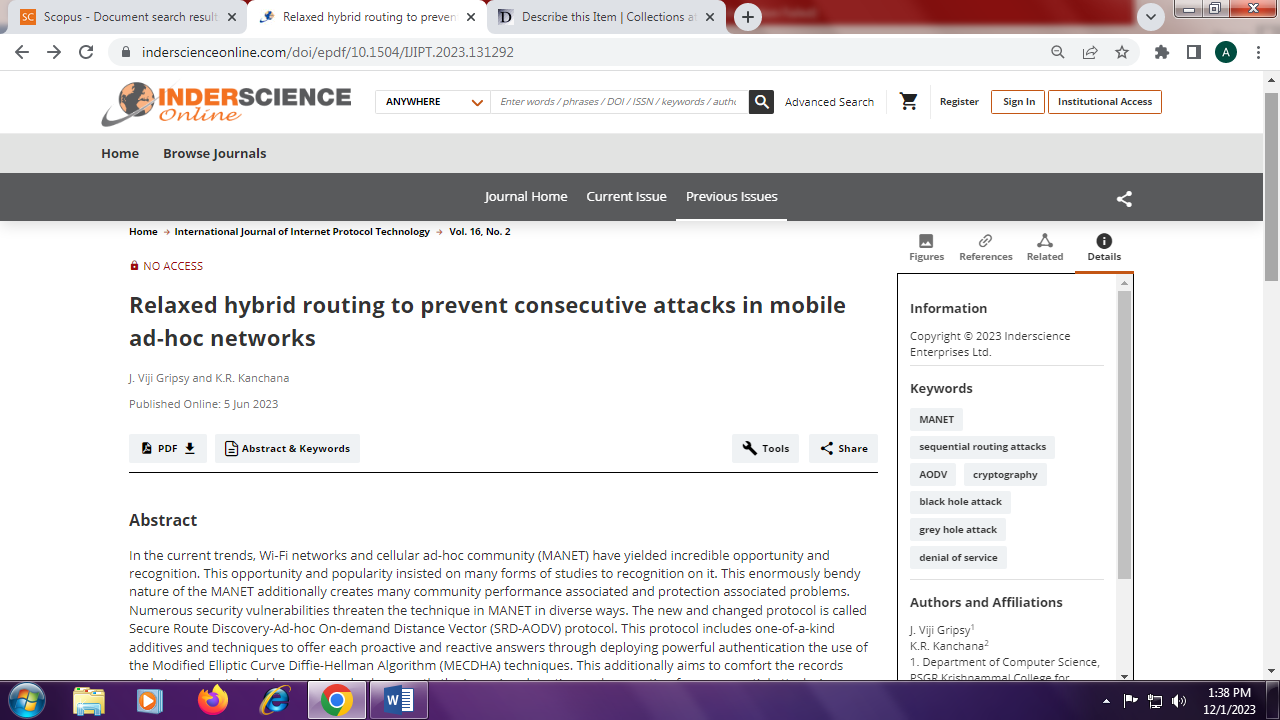 Scopus - Document search result
Relaxed hybrid routing to preven
Describe this Item | Collections a
inderscienceonline.com/doi/epdf/10.1504/IJIPT.2023.131292
A
INDERSCIENCE
Online
ANYWHERE
Enter words / phrases / DOI / ISSN / keywords / autho
Advanced Search
Register
Sign In
Institutional Access
Home
Browse Journals
Journal Home
Current Issue
Previous Issues
Home → International Journal of Internet Protocol Technology → Vol. 16, No. 2
NO ACCESS
Relaxed hybrid routing to prevent consecutive attacks in mobile
ad-hoc networks
J. Viji Gripsy and K.R. Kanchana
Published Online: 5 Jun 2023
PDF
Abstract & Keywords
Tools
Share
Abstract
In the current trends, Wi-Fi networks and cellular ad-hoc community (MANET) have yielded incredible opportunity and
recognition. This opportunity and popularity insisted on many forms of studies to recognition on it. This enormously bendy
nature of the MANET additionally creates many community performance associated and protection associated problems.
Numerous security vulnerabilities threaten the technique in MANET in diverse ways. The new and changed protocol is called
Secure Route Discovery-Ad-hoc On-demand Distance Vector (SRD-AODV) protocol. This protocol includes one-of-a-kind
additives and techniques to offer each proactive and reactive answers through deploying powerful authentication the use of
the Modified Elliptic Curve Diffie-Hellman Algorithm (MECDHA) techniques. This additionally aims to comfort the records
Figures
References
Related
Details
Information
Copyright © 2023 Inderscience
Enterprises Ltd.
Keywords
MANET
sequential routing attacks
AODV
cryptography
black hole attack
grey hole attack
denial of service
Authors and Affiliations
J. Viji Gripsy1
K.R. Kanchana2
1. Department of Computer Science,
PSGR Krishnammal College for
1:38 PM
12/1/2023